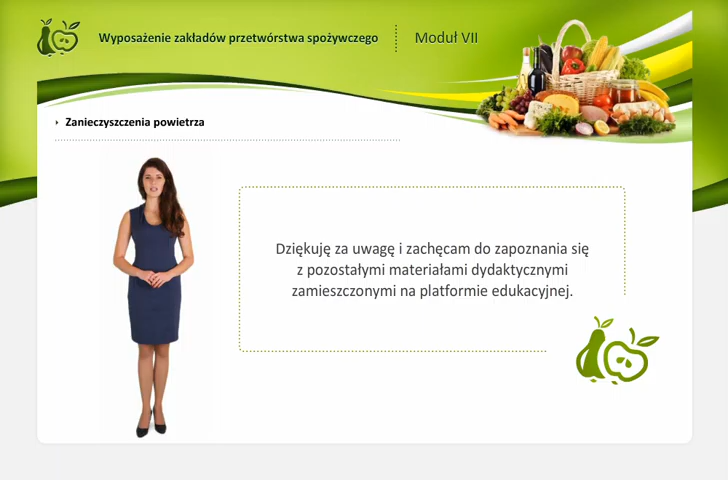 Wyposażenie zakładów przetwórstwa spożywczego
Moduł VII
Zanieczyszczenia powietrza
Dziękuję za uwagę i zachęcam do zapoznania się
z pozostałymi materiałami dydaktycznymi
zamieszczonymi na platformie edukacyjnej.